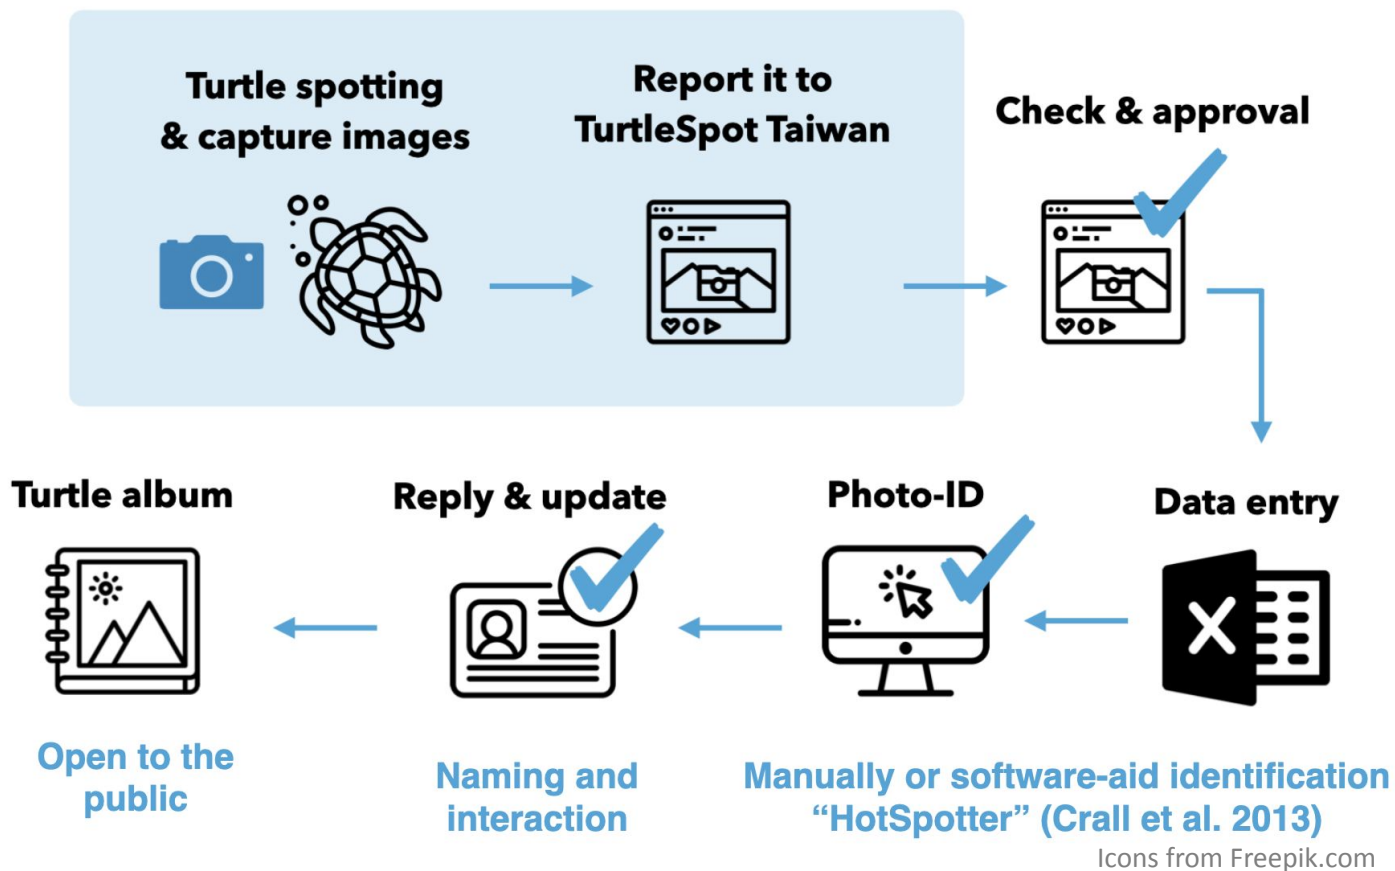 Turtle spotting
& capture images
Report it to
TurtleSpot Taiwan
Check & approval
Turtle album
Reply & update
Photo-ID
Data entry
Open to the
public
Naming and
interaction
Manually or software-aid identification
“HotSpotter” (Crall et al. 2013)
Icons from Freepik.com